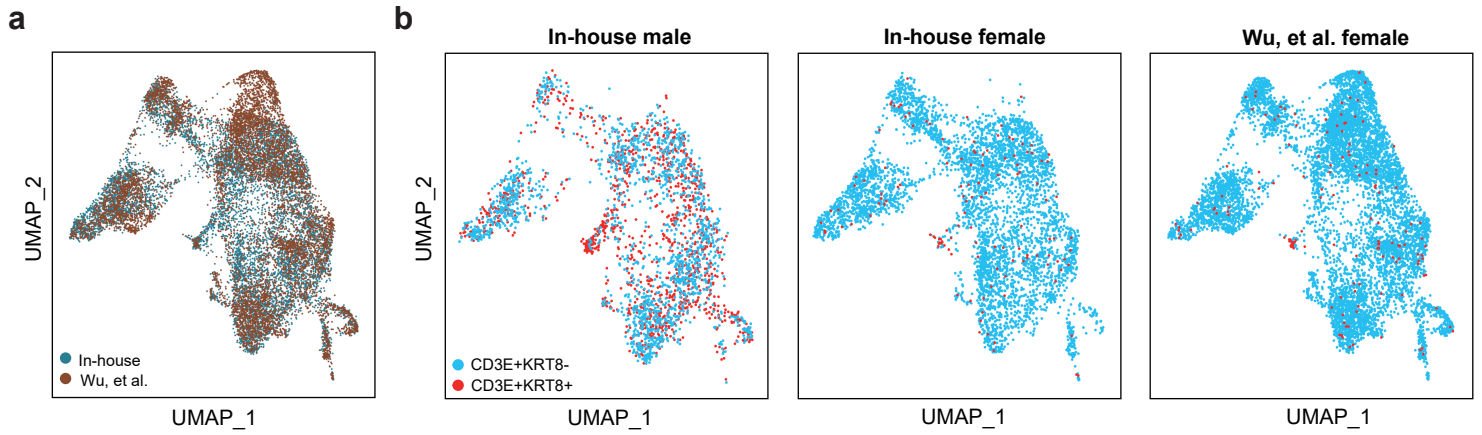 a
UMAP_2
In-house
Wu, et al.
UMAP_1
b
In-house male
In-house female
Wu, et al. female
UMAP_2
CD3E+KRT8-
CD3E+KRT8+
UMAP_1
UMAP_1
UMAP_1